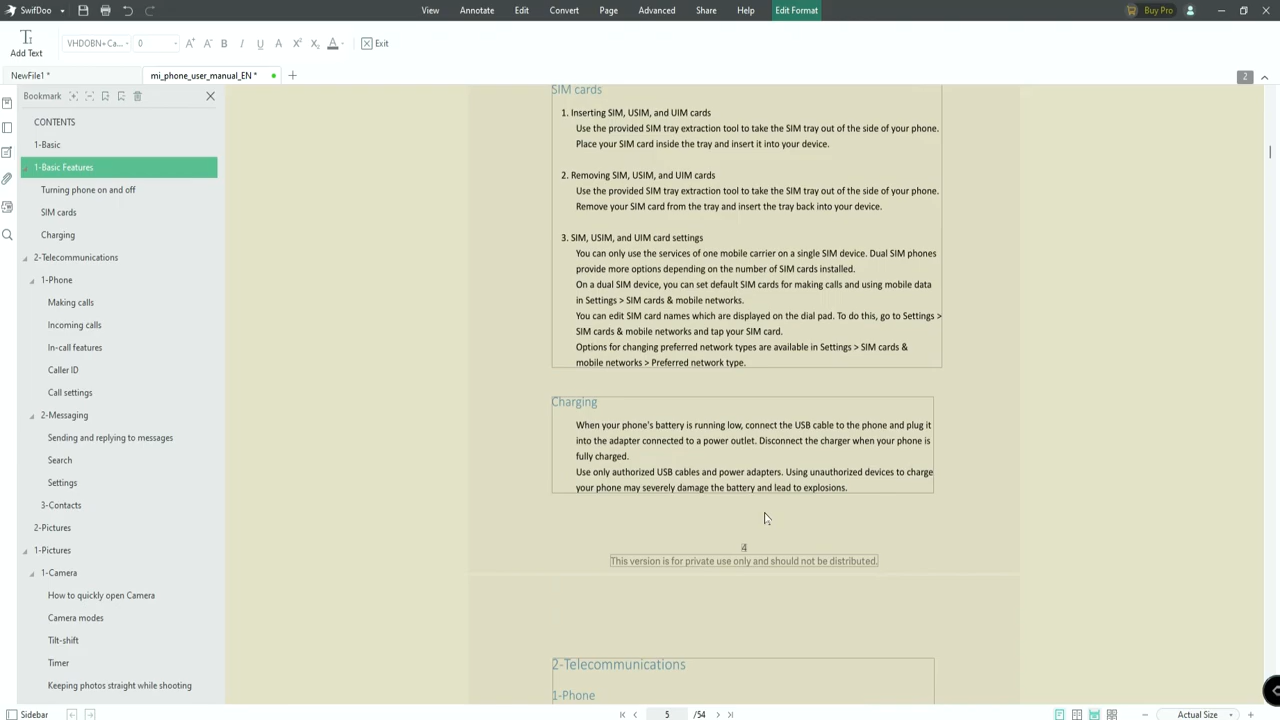 SwifDoo
View
Annotate
Edit
Convert
Page
Advanced
Share
Help
Edit Format
Buy Pro
Add Text
VHDOBN+Ca...
0
Exit
NewFile1 *
mi_phone_user_manual_EN *
2
Bookmark
CONTENTS
1-Basic
1-Basic Features
Turning phone on and off
SIM cards
Charging
2-Telecommunications
1-Phone
Making calls
Incoming calls
In-call features
Caller ID
Call settings
2-Messaging
Sending and replying to messages
Search
Settings
3-Contacts
2-Pictures
1-Pictures
1-Camera
How to quickly open Camera
Camera modes
Tilt-shift
Timer
Keeping photos straight while shooting
SIM cards
1. Inserting SIM, USIM, and UIM cards
Use the provided SIM tray extraction tool to take the SIM tray out of the side of your phone.
Place your SIM card inside the tray and insert it into your device.
2. Removing SIM, USIM, and UIM cards
Use the provided SIM tray extraction tool to take the SIM tray out of the side of your phone.
Remove your SIM card from the tray and insert the tray back into your device.
3. SIM, USIM, and UIM card settings
You can only use the services of one mobile carrier on a single SIM device. Dual SIM phones
provide more options depending on the number of SIM cards installed.
On a dual SIM device, you can set default SIM cards for making calls and using mobile data
in Settings > SIM cards & mobile networks.
You can edit SIM card names which are displayed on the dial pad. To do this, go to Settings >
SIM cards & mobile networks and tap your SIM card.
Options for changing preferred network types are available in Settings > SIM cards &
mobile networks > Preferred network type.
Charging
When your phone's battery is running low, connect the USB cable to the phone and plug it
into the adapter connected to a power outlet. Disconnect the charger when your phone is
fully charged.
Use only authorized USB cables and power adapters. Using unauthorized devices to charge
your phone may severely damage the battery and lead to explosions.
4
This version is for private use only and should not be distributed.
2-Telecommunications
1-Phone
Sidebar
5
/54
Actual Size